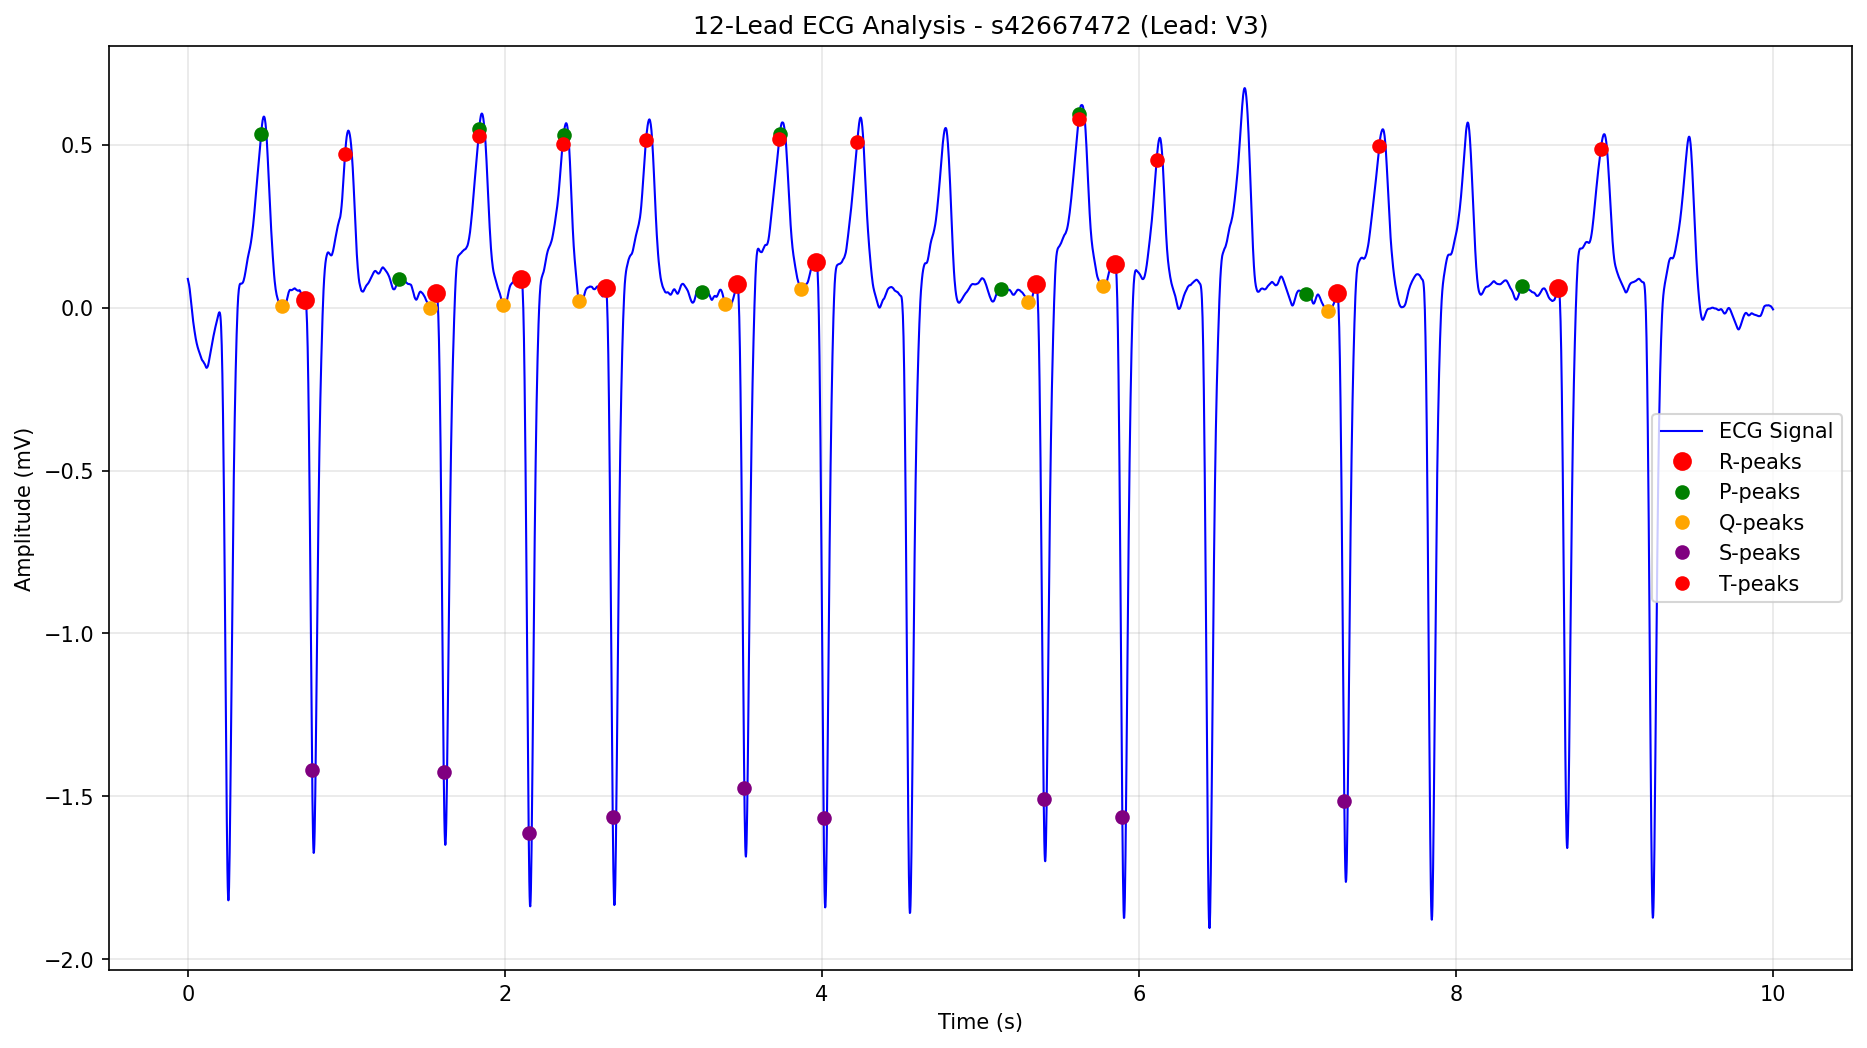 12-Lead ECG Analysis - s42667472 (Lead: V3)
Amplitude (mV)
0.5
0.0
−0.5
−1.0
−1.5
−2.0
ECG Signal
R-peaks
P-peaks
Q-peaks
S-peaks
T-peaks
0 2 4 6 8 10
Time (s)